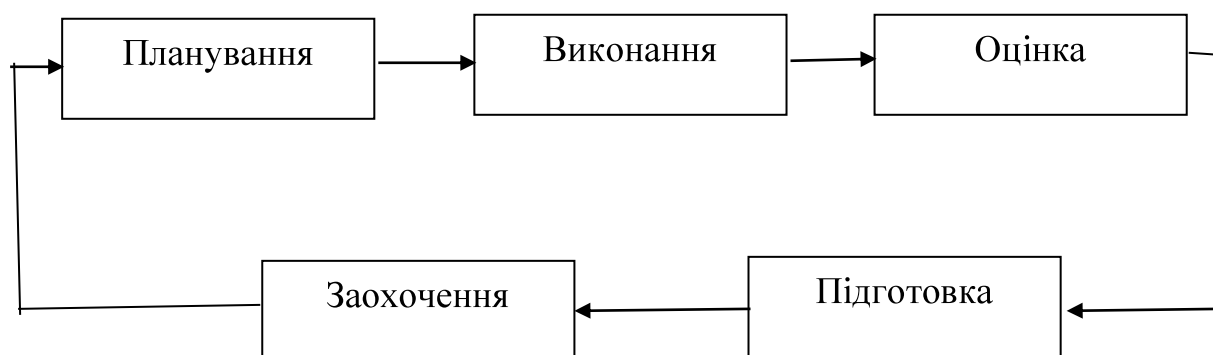 Планування
Виконання
Оцінка
Заохочення
Підготовка